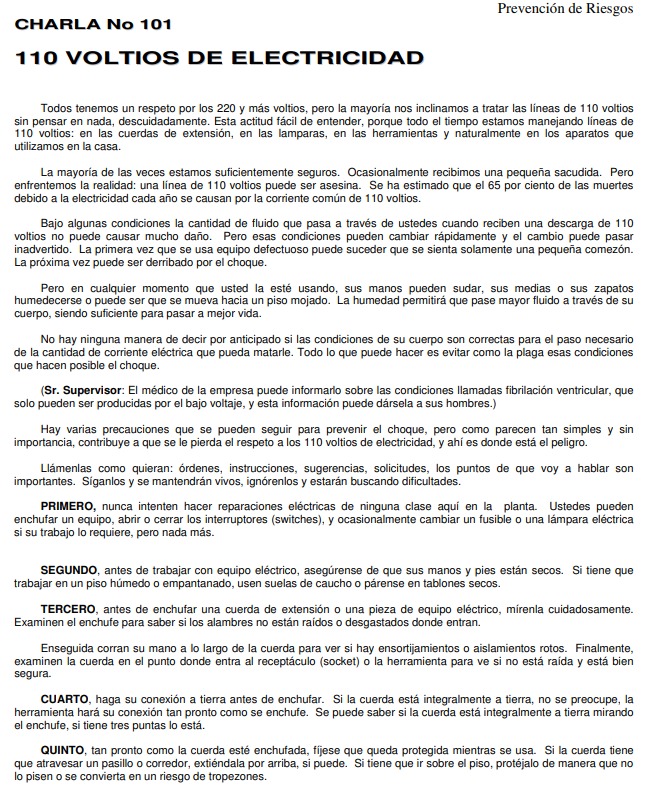 Prevención de Riesgos
CHARLA No 101
110 VOLTIOS DE ELECTRICIDAD
Todos tenemos un respeto por los 220 y más voltios, pero la mayoría nos inclinamos a tratar las líneas de 110 voltios
sin pensar en nada, descuidadamente. Esta actitud fácil de entender, porque todo el tiempo estamos manejando líneas de
110 voltios: en las cuerdas de extensión, en las lamparas, en las herramientas y naturalmente en los aparatos que
utilizamos en la casa.
La mayoría de las veces estamos suficientemente seguros. Ocasionalmente recibimos una pequeña sacudida. Pero
enfrentemos la realidad: una línea de 110 voltios puede ser asesina. Se ha estimado que el 65 por ciento de las muertes
debido a la electricidad cada año se causan por la corriente común de 110 voltios.
Bajo algunas condiciones la cantidad de fluido que pasa a través de ustedes cuando reciben una descarga de 110
voltios no puede causar mucho daño. Pero esas condiciones pueden cambiar rápidamente y el cambio puede pasar
inadvertido. La primera vez que se usa equipo defectuoso puede suceder que se sienta solamente una pequeña comezón.
La próxima vez puede ser derribado por el choque.
Pero en cualquier momento que usted la esté usando, sus manos pueden sudar, sus medias o sus zapatos
humedecerse o puede ser que se mueva hacia un piso mojado. La humedad permitirá que pase mayor fluido a través de su
cuerpo, siendo suficiente para pasar a mejor vida.
No hay ninguna manera de decir por anticipado si las condiciones de su cuerpo son correctas para el paso necesario
de la cantidad de corriente eléctrica que pueda matarle. Todo lo que puede hacer es evitar como la plaga esas condiciones
que hacen posible el choque.
(Sr. Supervisor: El médico de la empresa puede informarlo sobre las condiciones llamadas fibrilación ventricular, que
solo pueden ser producidas por el bajo voltaje, y esta información puede dársela a sus hombres.)
Hay varias precauciones que se pueden seguir para prevenir el choque, pero como parecen tan simples y sin
importancia, contribuye a que se le pierda el respeto a los 110 voltios de electricidad, y ahí es donde está el peligro.
Llámenlas como quieran: órdenes, instrucciones, sugerencias, solicitudes, los puntos de que voy a hablar son
importantes. Síganlos y se mantendrán vivos, ignórenlos y estarán buscando dificultades.
PRIMERO, nunca intenten hacer reparaciones eléctricas de ninguna clase aquí en la planta. Ustedes pueden
enchufar un equipo, abrir o cerrar los interruptores (switches), y ocasionalmente cambiar un fusible o una lámpara eléctrica
si su trabajo lo requiere, pero nada más.
SEGUNDO, antes de trabajar con equipo eléctrico, asegúrense de que sus manos y pies están secos. Si tiene que
trabajar en un piso húmedo o empantanado, usen suelas de caucho o párense en tablones secos.
TERCERO, antes de enchufar una cuerda de extensión o una pieza de equipo eléctrico, mírenla cuidadosamente.
Examinen el enchufe para saber si los alambres no están raídos o desgastados donde entran.
Enseguida corran su mano a lo largo de la cuerda para ver si hay ensortijamientos o aislamientos rotos. Finalmente,
examinen la cuerda en el punto donde entra al receptáculo (socket) o la herramienta para ve si no está raída y está bien
segura.
CUARTO, haga su conexión a tierra antes de enchufar. Si la cuerda está integralmente a tierra, no se preocupe, la
herramienta hará su conexión tan pronto como se enchufe. Se puede saber si la cuerda está integralmente a tierra mirando
el enchufe, si tiene tres puntas lo está.
QUINTO, tan pronto como la cuerda esté enchufada, fíjese que queda protegida mientras se usa. Si la cuerda tiene
que atravesar un pasillo o corredor, extiéndala por arriba, si puede. Si tiene que ir sobre el piso, protéjalo de manera que no
lo pisen o se convierta en un riesgo de tropezones.